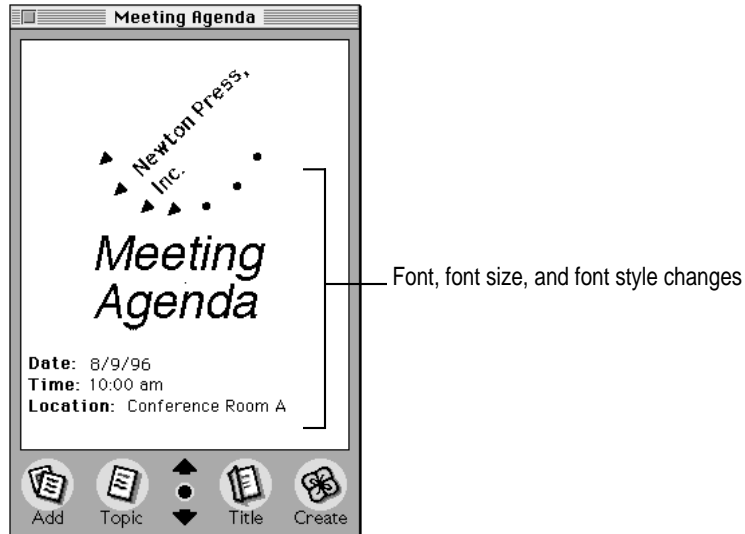 Meeting Agenda
Newton Press,
Inc.
Meeting
Agenda
Font, font size, and font style changes
Date: 8/9/96
Time: 10:00 am
Location: Conference Room A
Add Topic Title Create